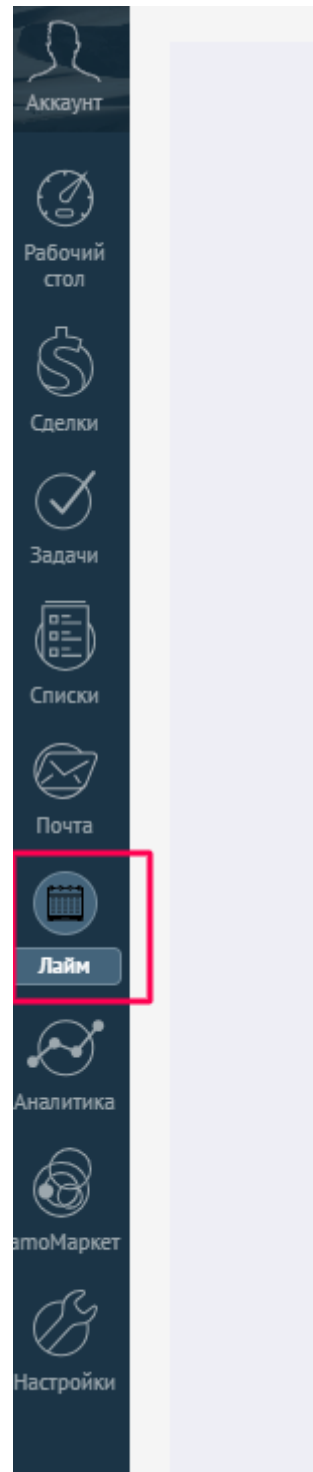 Аккаунт
Рабочий
стол
Сделки
Задачи
Списки
Почта
Лайм
Аналитика
amoМаркет
Настройки